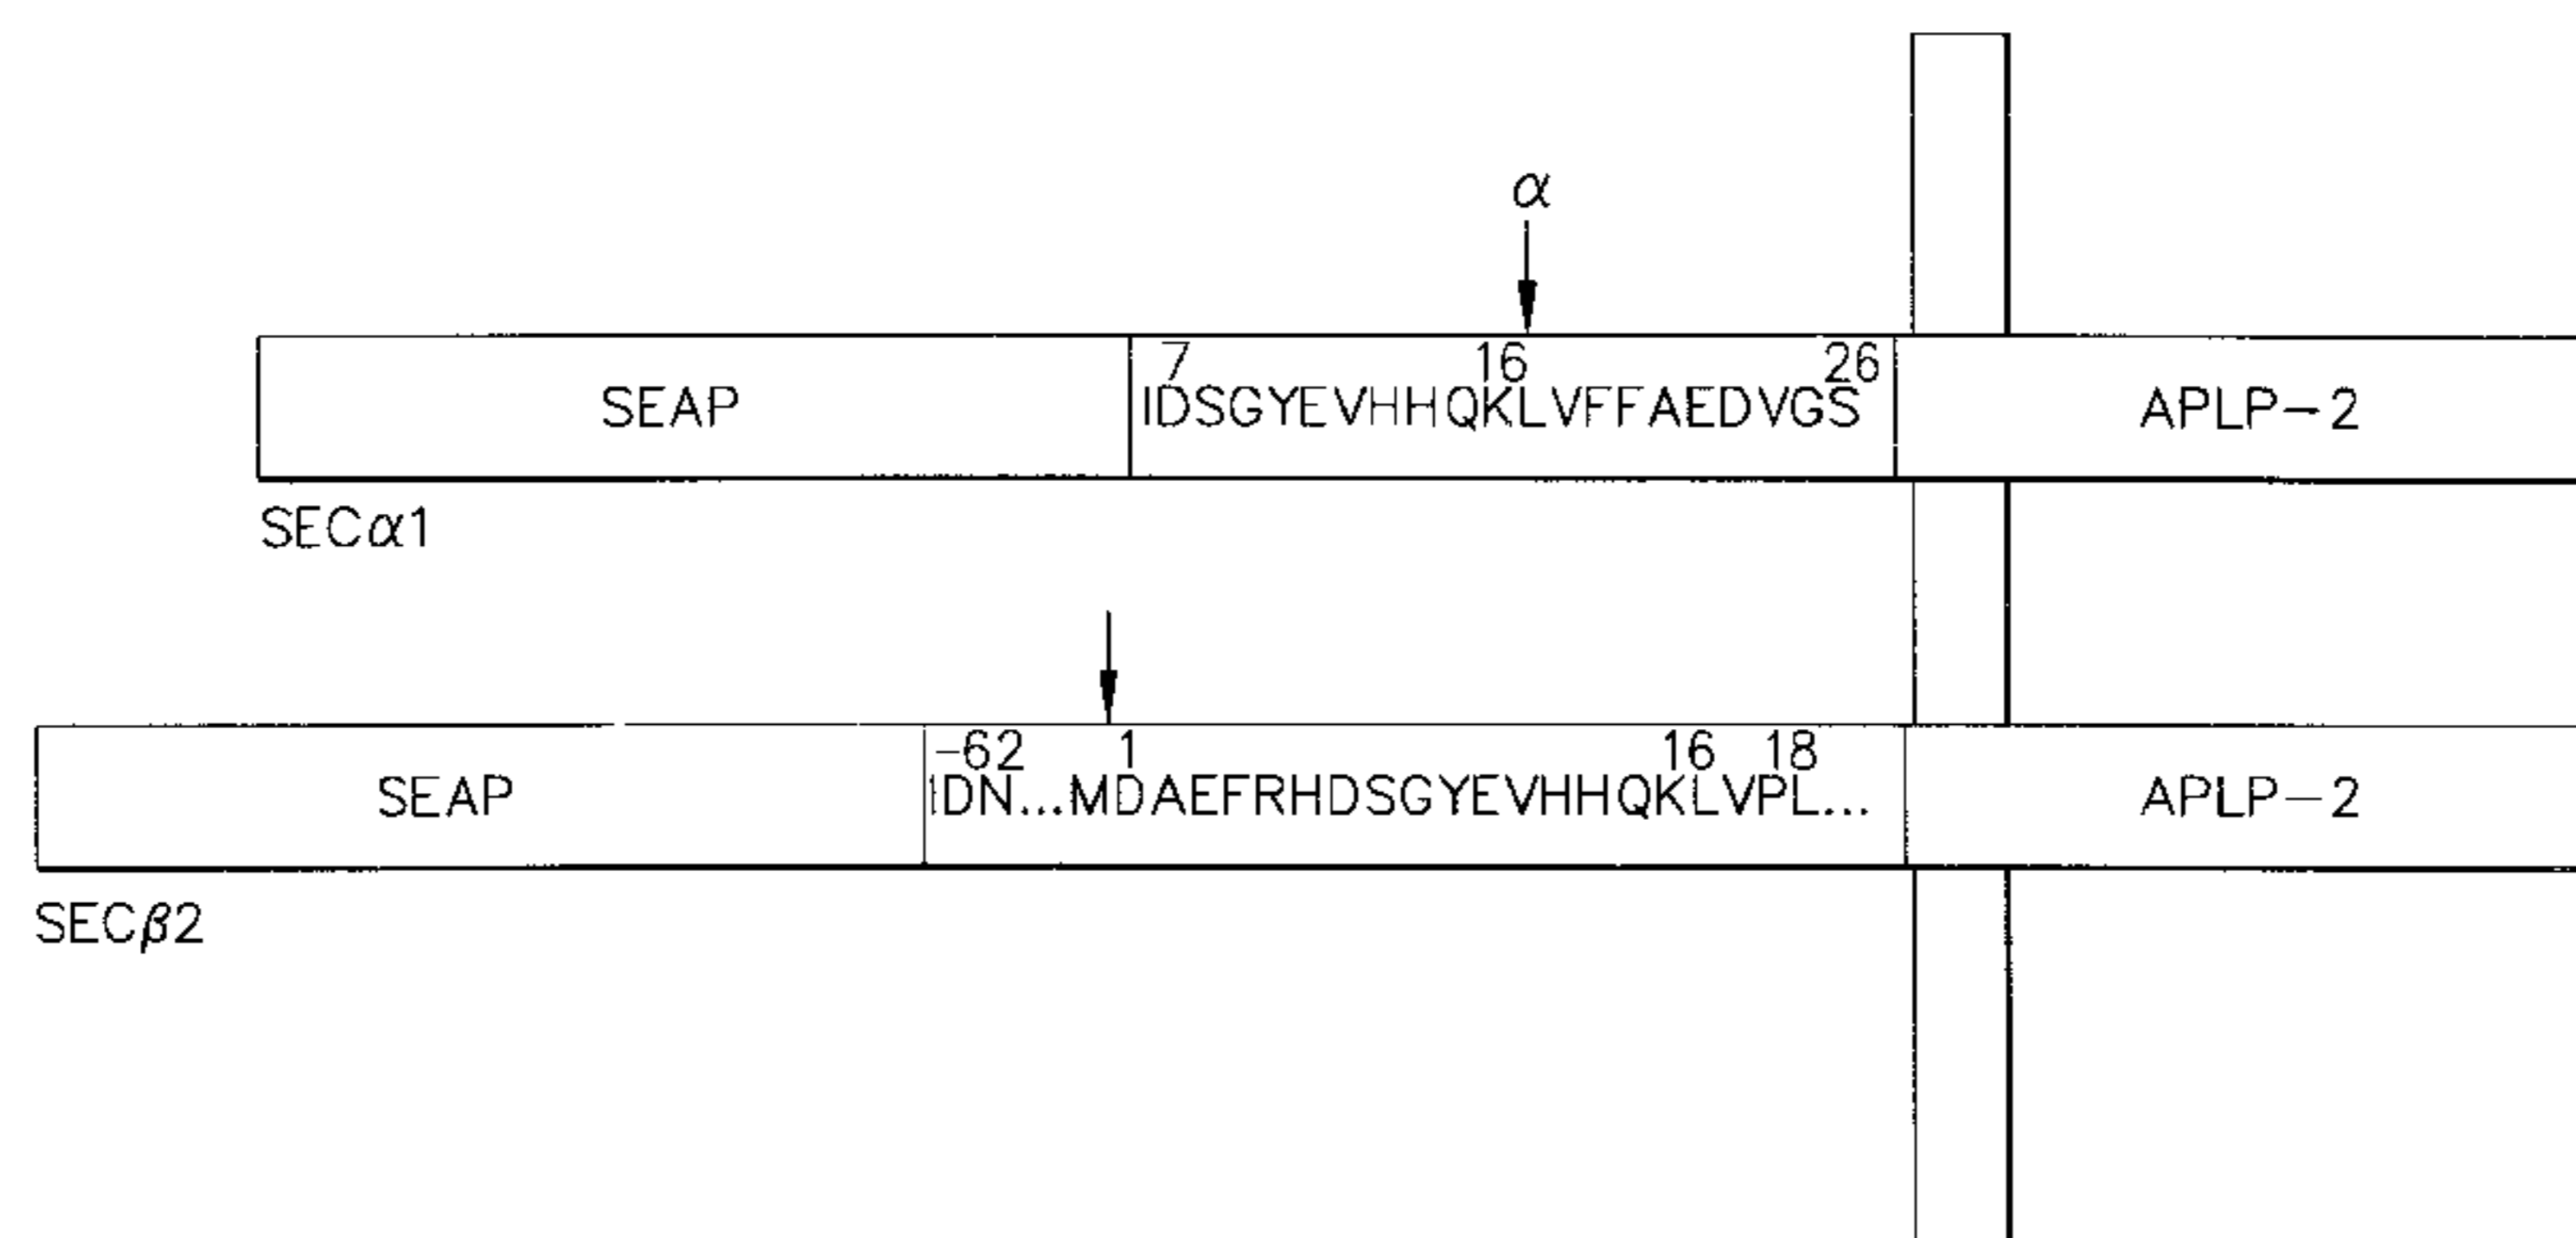 α
7 16 26
SEAP IDSGYEVHHQKLVFFAEDVGS APLP-2
SECα1
-62 1 16 18
SEAP IDN...MDAEFRHDSGYEVHHQKLVPL... APLP-2
SECβ2